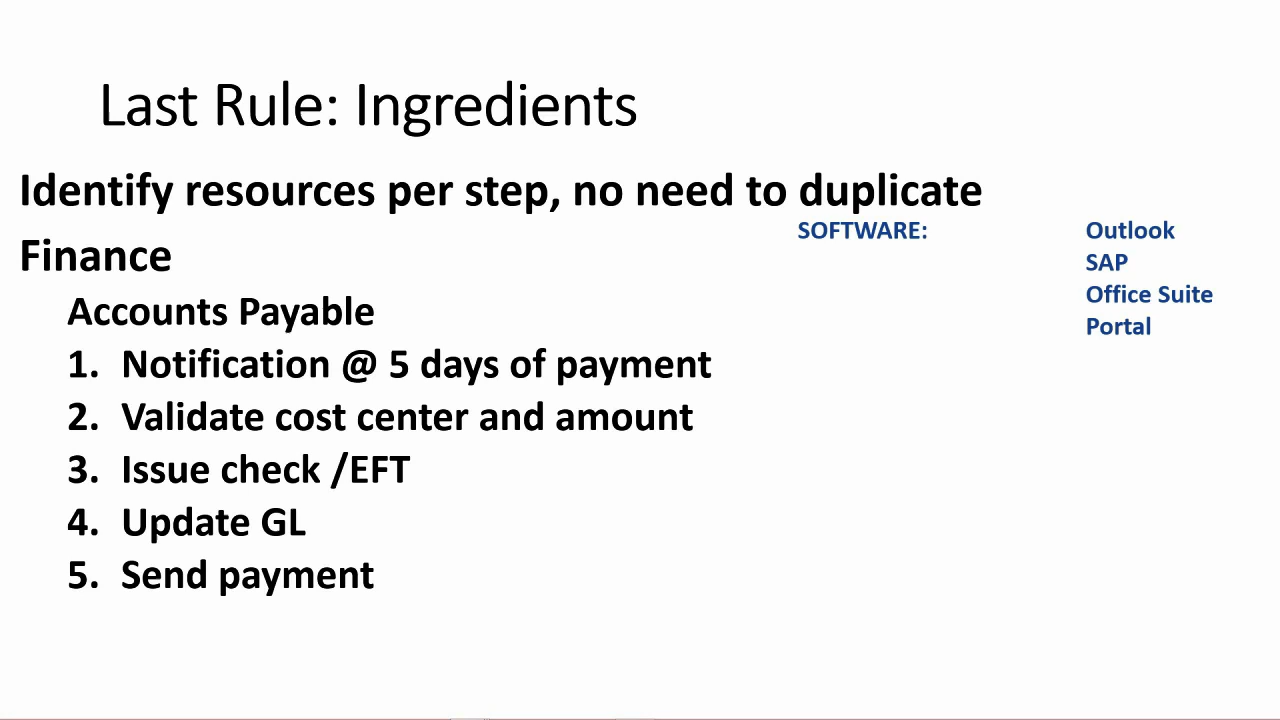 Last Rule: Ingredients
Identify resources per step, no need to duplicate
Finance
Accounts Payable
1. Notification @ 5 days of payment
2. Validate cost center and amount
3. Issue check /EFT
4. Update GL
5. Send payment
SOFTWARE: Outlook
SAP
Office Suite
Portal